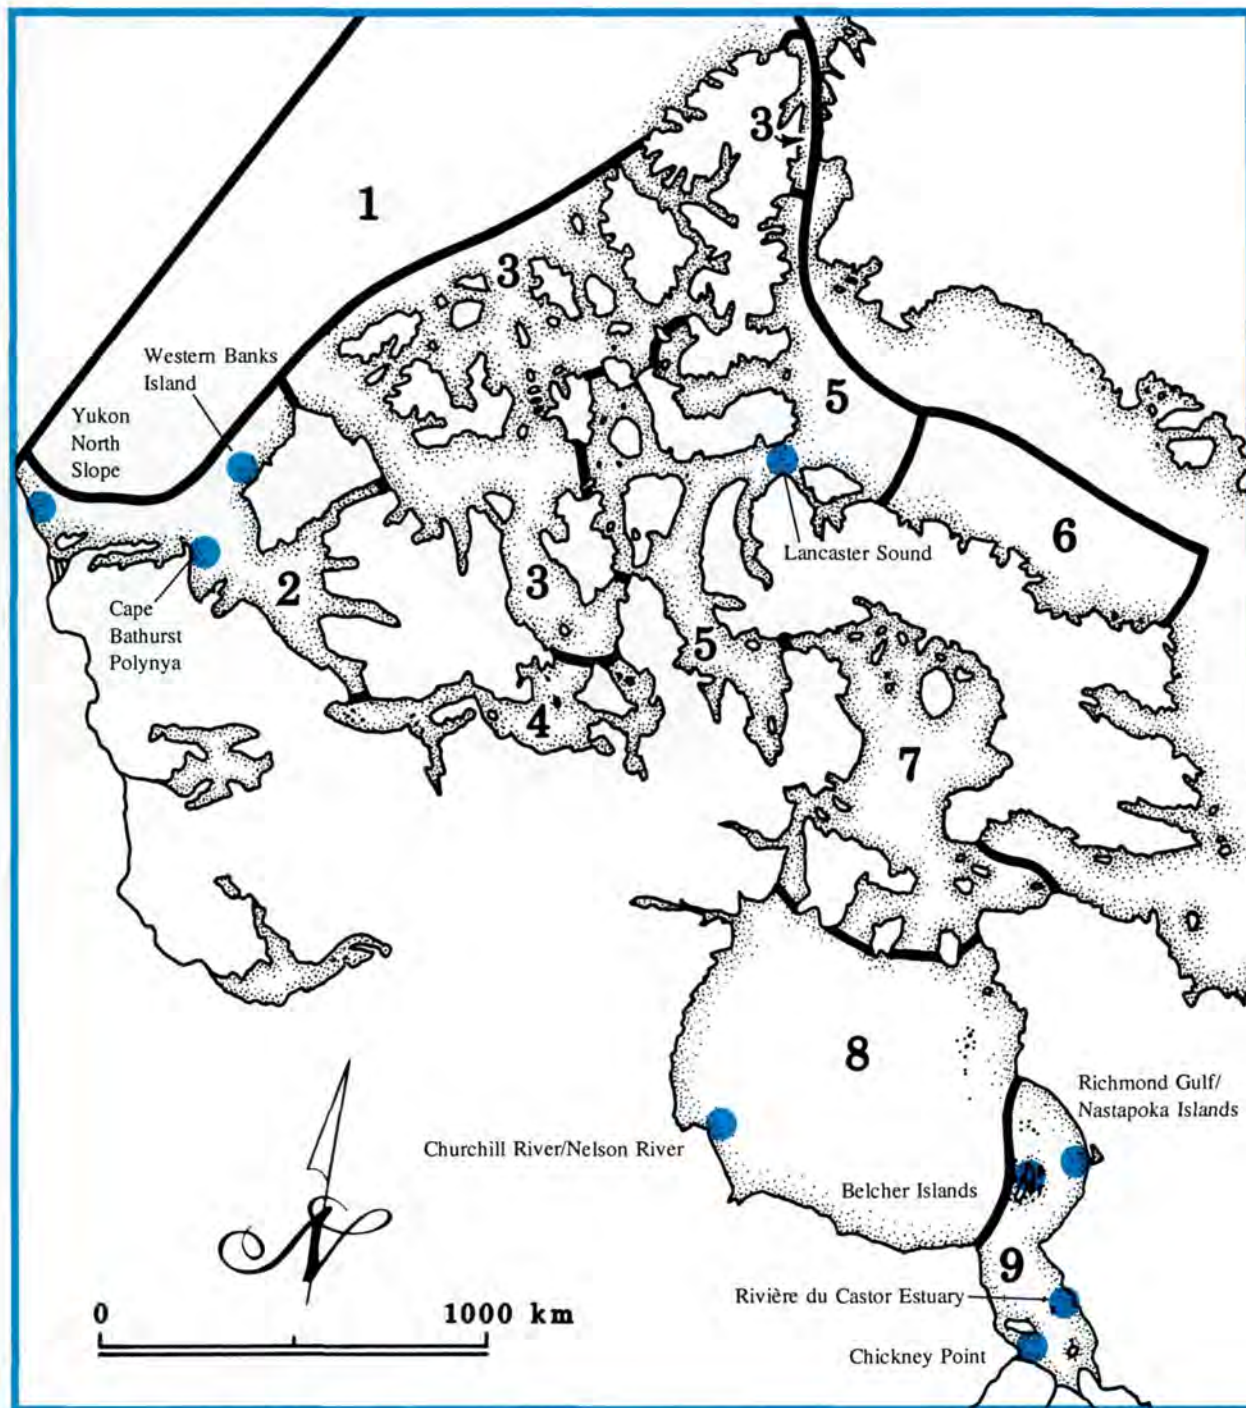 3
1
3
Western Banks
Island
Yukon
North
Slope
5
6
Lancaster Sound
2
3
Cape
Bathurst
Polynya
5
4
7
8
Richmond Gulf/
Nastapoka Islands
Churchill River/Nelson River
Belcher Islands
N
9
Rivière du Castor Estuary
0 1000 km
Chickney Point